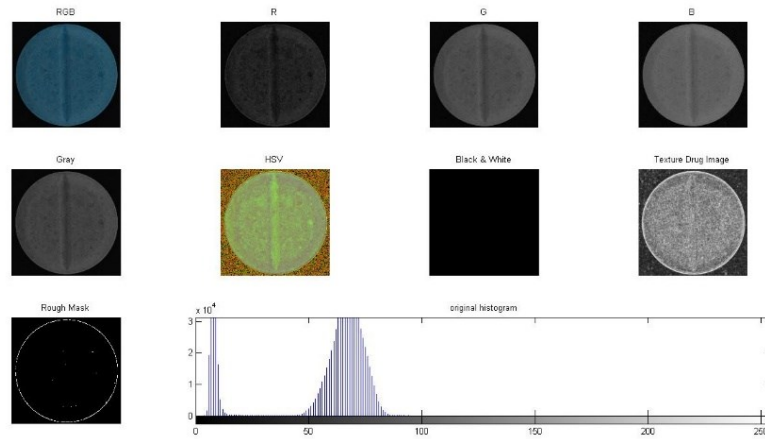 RGB
R
G
B
Gray
HSV
Black & White
Texture Drug Image
Rough Mask
x 10^4
original histogram
3
2
1
0
0
50
100
150
200
250